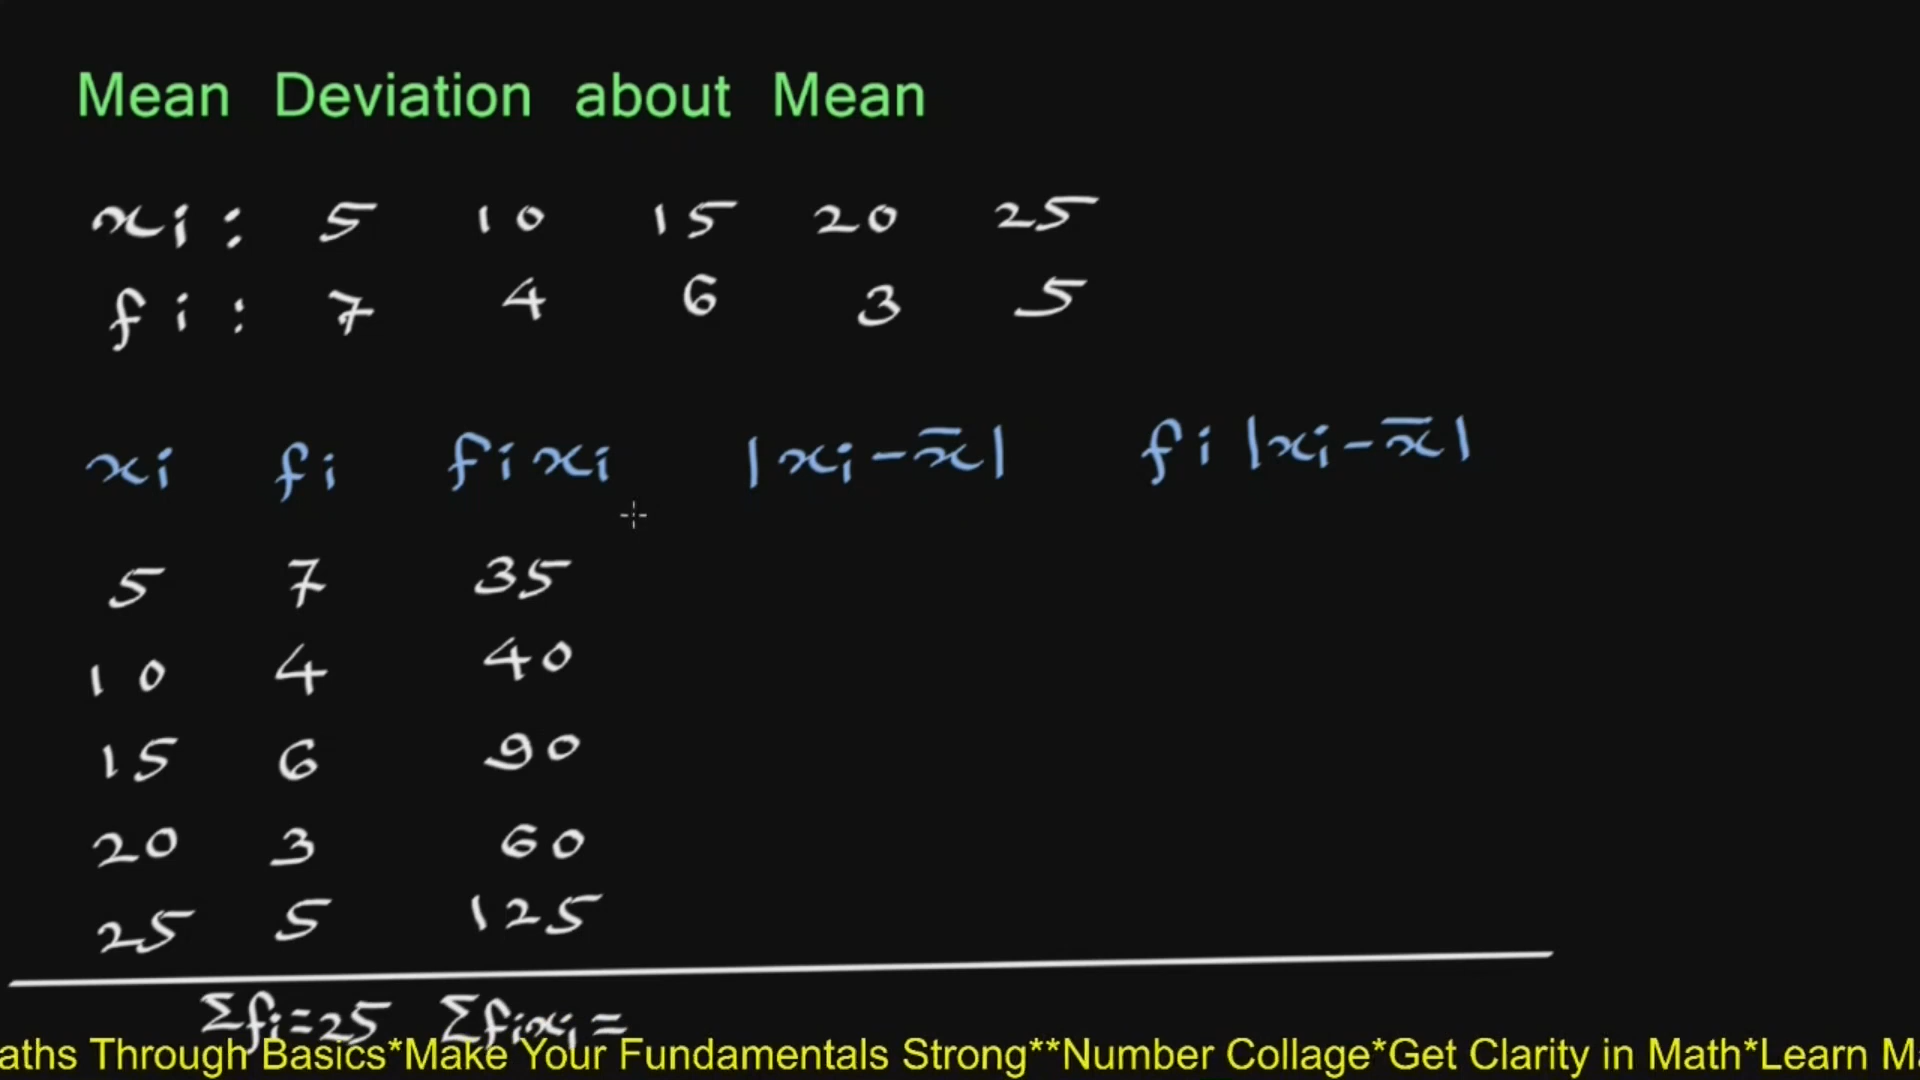 Mean Deviation about Mean
xi : 5 10 15 20 25
fi : 7 4 6 3 5
xi fi fixi |xi-x̄| fi|xi-x̄|
5 7 35
10 4 40
15 6 90
20 3 60
25 5 125
Σfi=25 Σfixi=
aths Through Basics*Make Your Fundamentals Strong**Number Collage*Get Clarity in Math*Learn M